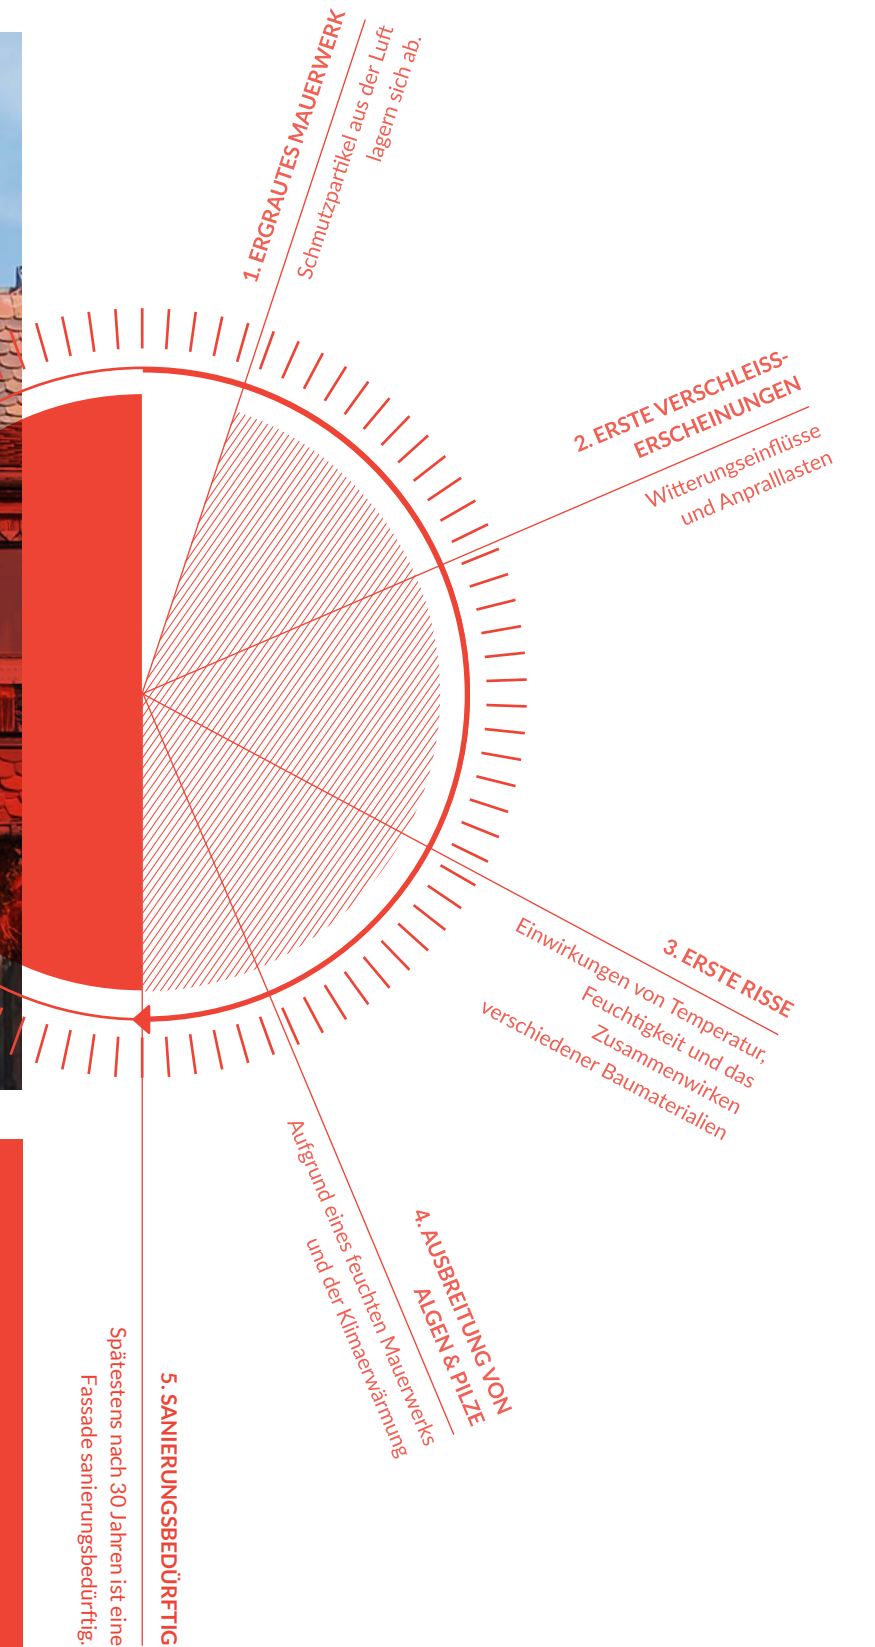 1. ERGRAUTES MAUERWERK
Schmutzpartikel aus der Luft
lagern sich ab.
2. ERSTE VERSCHLEISS-
ERSCHEINUNGEN
Witterungseinflüsse
und Anpralllasten
3. ERSTE RISSE
Einwirkungen von Temperatur,
Feuchtigkeit und das
Zusammenwirken
verschiedener Baumaterialien
4. AUSBREITUNG VON
ALGEN & PILZE
Aufgrund eines feuchten Mauerwerks
und der Klimaerwärmung
5. SANIERUNGSBEDÜRFTIG
Spätestens nach 30 Jahren ist eine
Fassade sanierungsbedürftig.